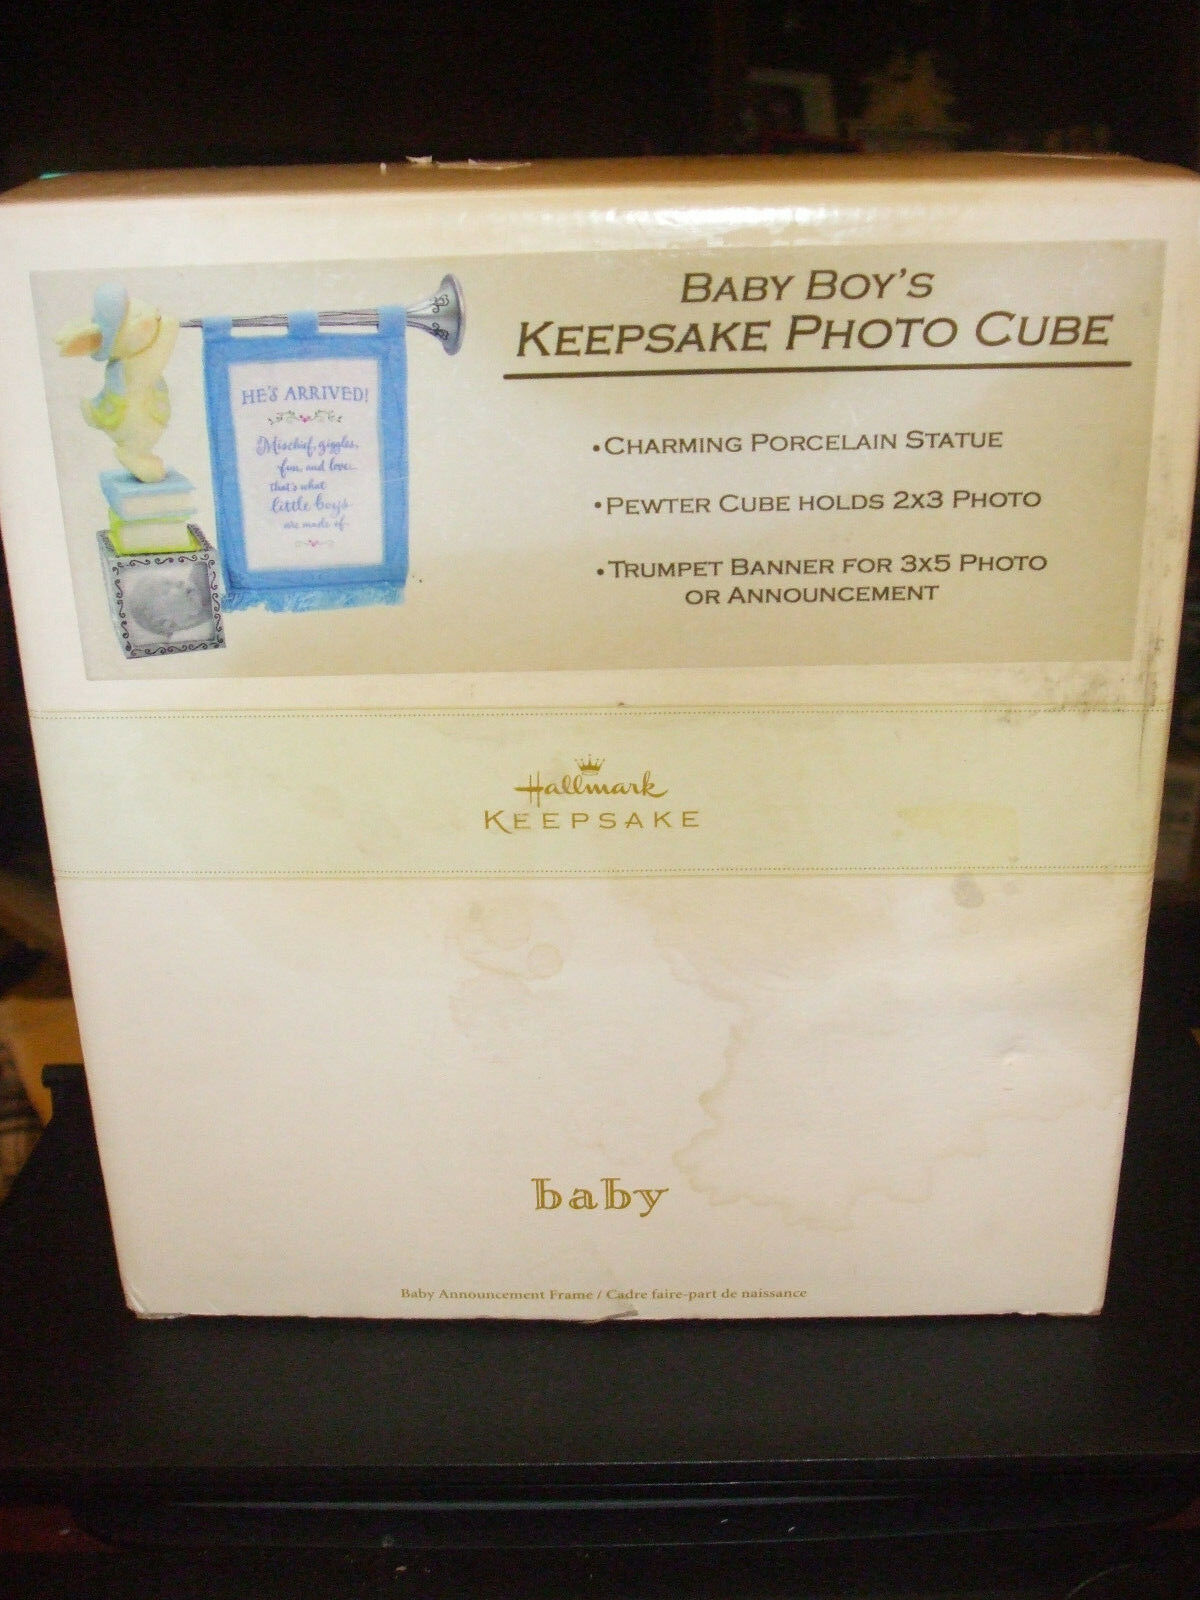 BABY BOY'S
KEEPSAKE PHOTO CUBE
•CHARMING PORCELAIN STATUE
•PEWTER CUBE HOLDS 2X3 PHOTO
•TRUMPET BANNER FOR 3X5 PHOTO
OR ANNOUNCEMENT
HE'S ARRIVED!
Mischief, giggles,
fun, and love...
that's what
little boys
are made of.
Hallmark
KEEPSAKE
baby
Baby Announcement Frame / Cadre faire-part de naissance